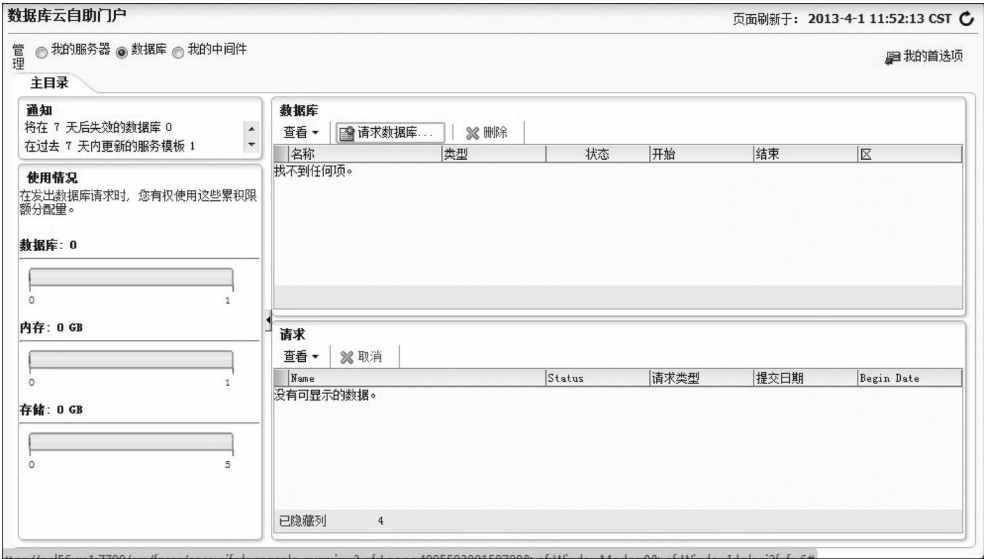 数据库云自助门户
页面刷新于： 2013-4-1 11:52:13 CST
管理 我的服务器 数据库 我的中间件
我的首选项
主目录
通知
将在 7 天后失效的数据库 0
在过去 7 天内更新的服务模板 1
使用情况
在发出数据库请求时，您有权使用这些累积限
额分配量。
数据库：0
0 1
内存：0 GB
0 1
存储：0 GB
0 5
数据库
查看 请求数据库... 删除
名称 类型 状态 开始 结束 区
找不到任何项。
请求
查看 取消
Name Status 请求类型 提交日期 Begin Date
没有可显示的数据。
已隐藏列 4